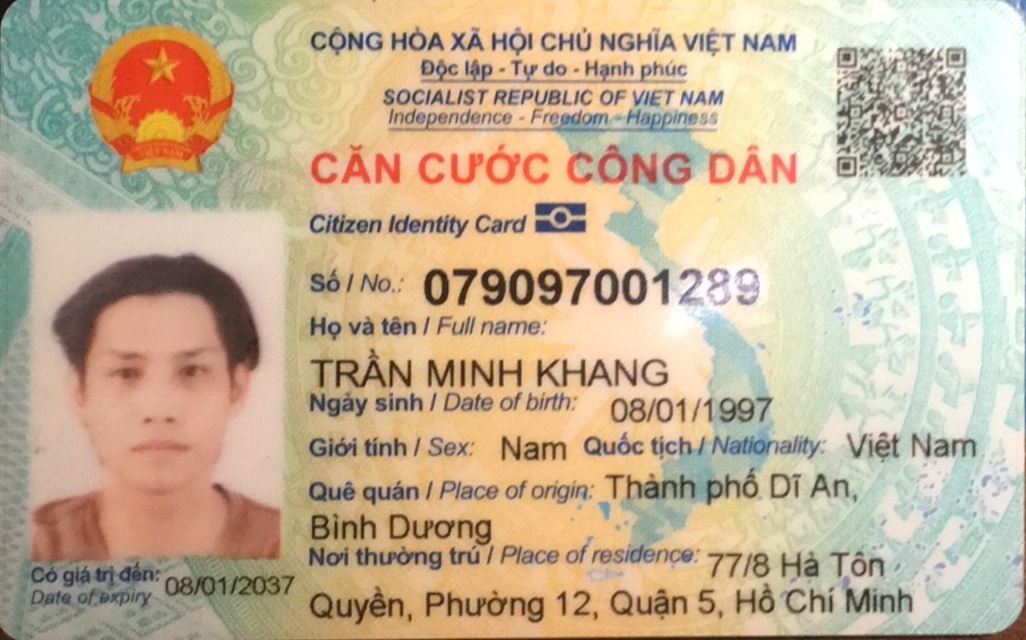 CỘNG HÒA XÃ HỘI CHỦ NGHĨA VIỆT NAM
Độc lập - Tự do - Hạnh phúc
SOCIALIST REPUBLIC OF VIET NAM
Independence - Freedom - Happiness
CĂN CƯỚC CÔNG DÂN
Citizen Identity Card
Số / No.: 079097001289
Họ và tên / Full name:
TRẦN MINH KHANG
Ngày sinh / Date of birth: 08/01/1997
Giới tính / Sex: Nam Quốc tịch / Nationality: Việt Nam
Quê quán / Place of origin: Thành phố Dĩ An,
Bình Dương
Nơi thường trú / Place of residence: 77/8 Hà Tôn
Quyền, Phường 12, Quận 5, Hồ Chí Minh
Có giá trị đến: 08/01/2037
Date of expiry